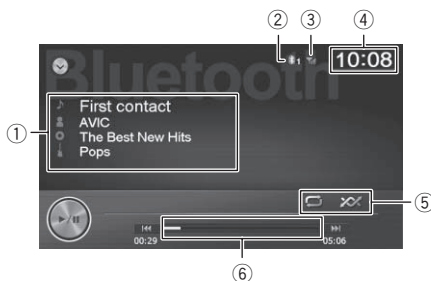 ② ③ ④
Bluetooth
1
10:08
①
First contact
AVIC
The Best New Hits
Pops
⑤
00:29
05:06
⑥